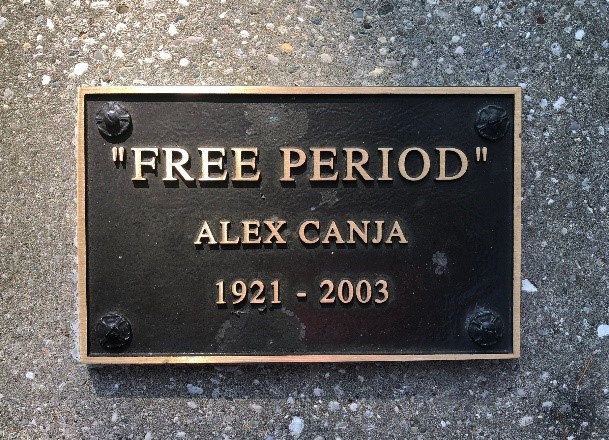 "FREE PERIOD"
ALEX CANJA
1921 - 2003